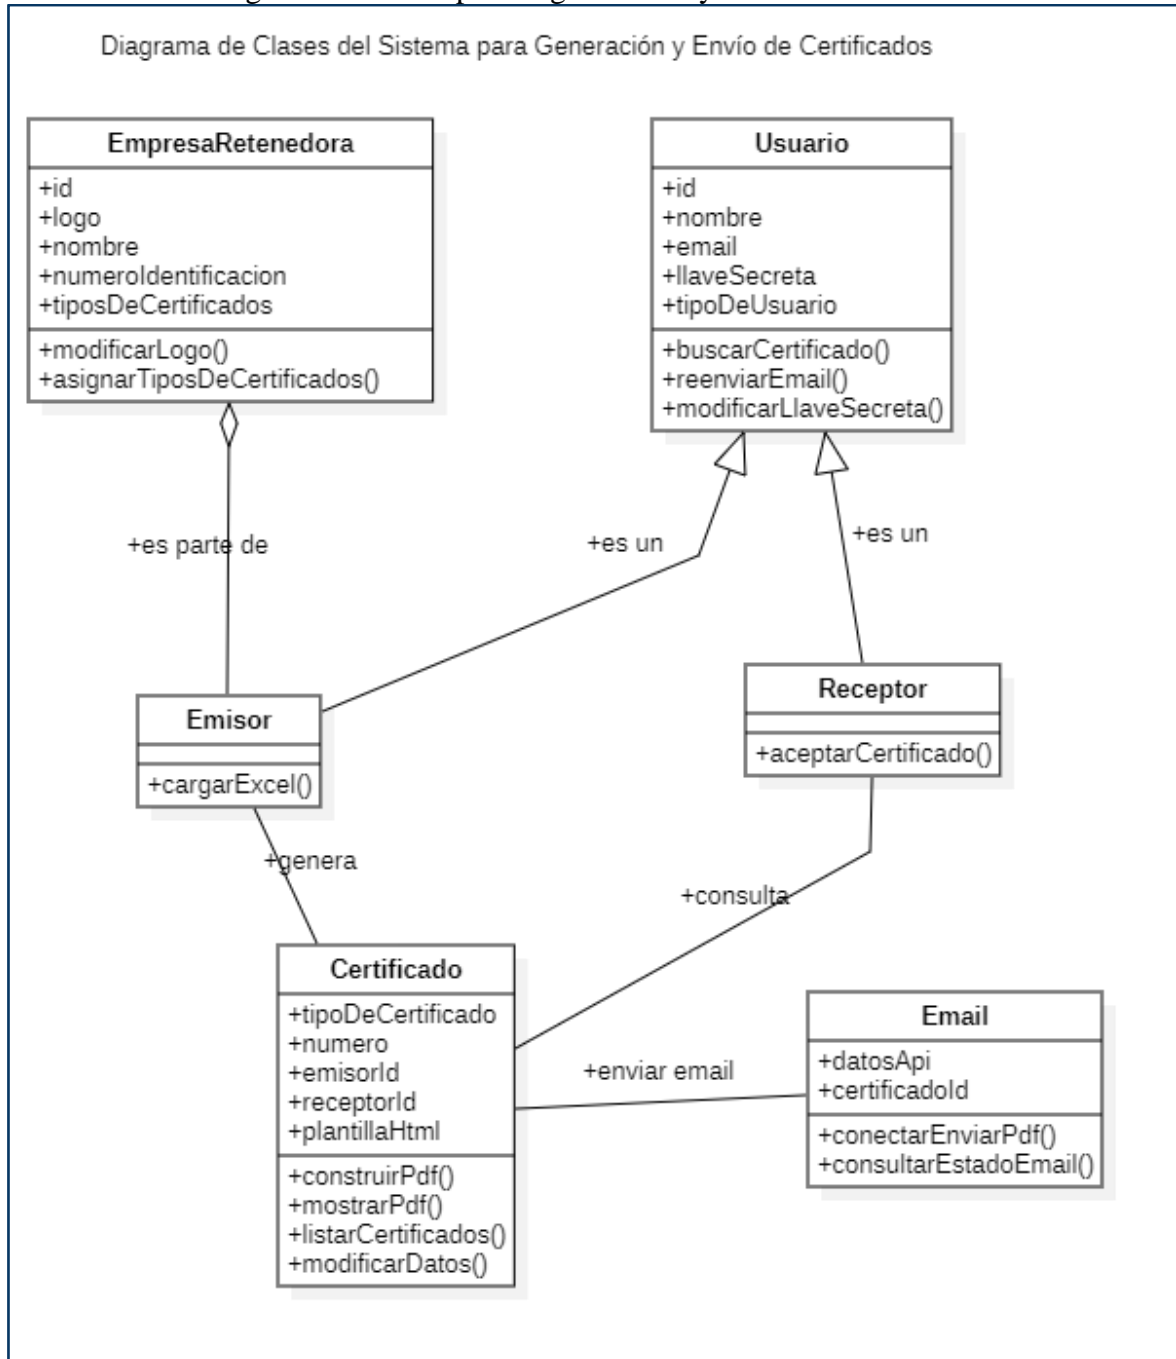 Diagrama de Clases del Sistema para Generación y Envío de Certificados
EmpresaRetenedora
+id
+logo
+nombre
+numeroIdentificacion
+tiposDeCertificados
+modificarLogo()
+asignarTiposDeCertificados()
Usuario
+id
+nombre
+email
+llaveSecreta
+tipoDeUsuario
+buscarCertificado()
+reenviarEmail()
+modificarLlaveSecreta()
+es parte de
+es un
+es un
Emisor
+cargarExcel()
Receptor
+aceptarCertificado()
+genera
+consulta
Certificado
+tipoDeCertificado
+numero
+emisorId
+receptorId
+plantillaHtml
+construirPdf()
+mostrarPdf()
+listarCertificados()
+modificarDatos()
+enviar email
Email
+datosApi
+certificadoId
+conectarEnviarPdf()
+consultarEstadoEmail()